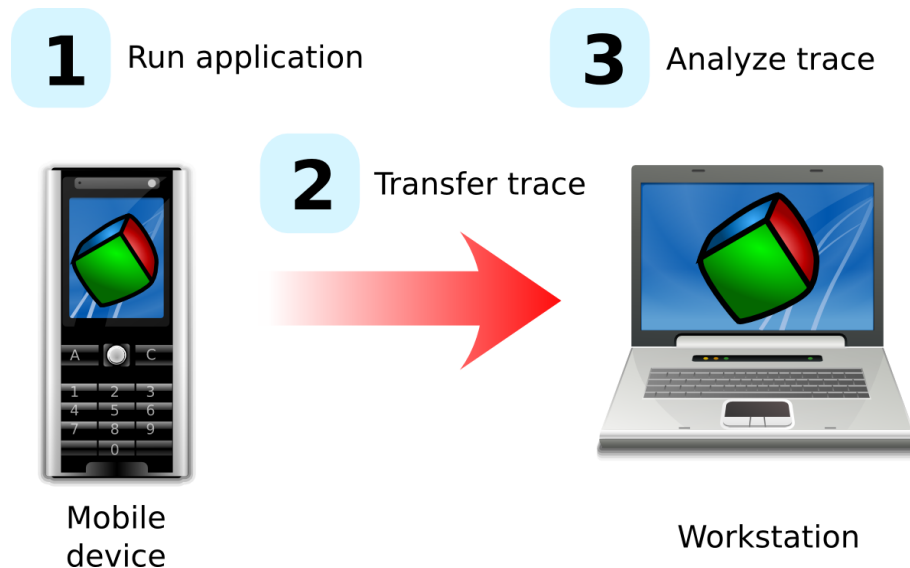 1 Run application
3 Analyze trace
2 Transfer trace
A C
1 2 3
4 5 6
7 8 9
0
Mobile
device
Workstation